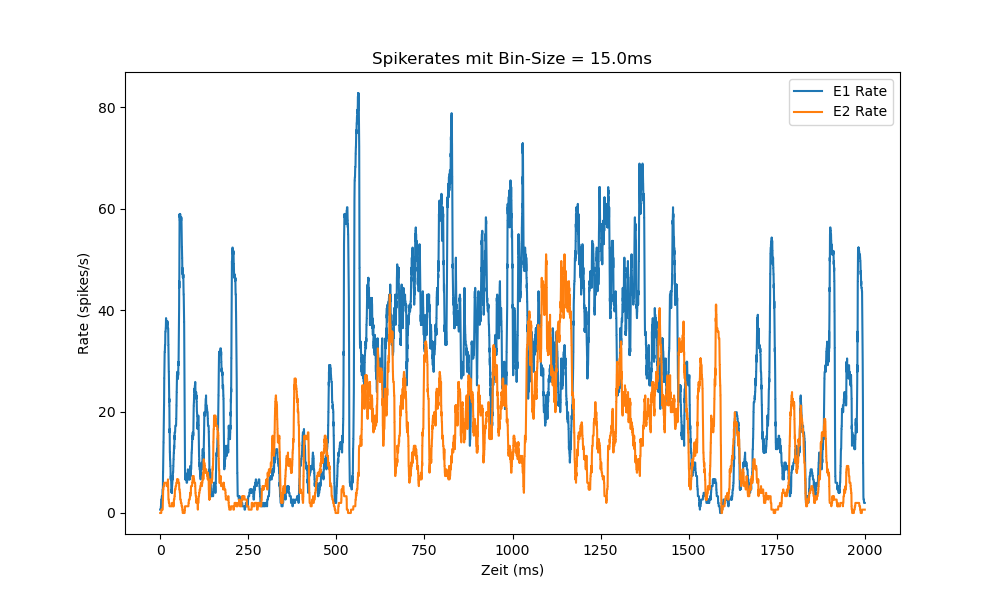 Spikerates mit Bin-Size = 15.0ms
E1 Rate
E2 Rate
Rate (spikes/s)
80
60
40
20
0
0 250 500 750 1000 1250 1500 1750 2000
Zeit (ms)